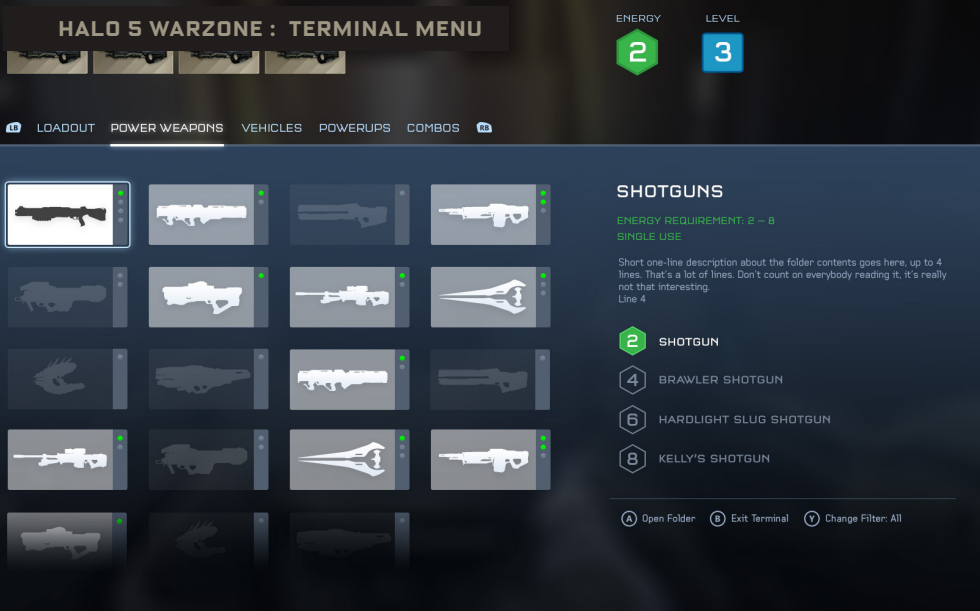 HALO 5 WARZONE : TERMINAL MENU
ENERGY
LEVEL
2
3
LB
LOADOUT
POWER WEAPONS
VEHICLES
POWERUPS
COMBOS
RB
SHOTGUNS
ENERGY REQUIREMENT: 2 – 8
SINGLE USE
Short one-line description about the folder contents goes here, up to 4
lines. That's a lot of lines. Don't count on everybody reading it, it's really
not that interesting.
Line 4
2 SHOTGUN
4 BRAWLER SHOTGUN
6 HARDLIGHT SLUG SHOTGUN
8 KELLY'S SHOTGUN
A Open Folder
B Exit Terminal
Y Change Filter: All